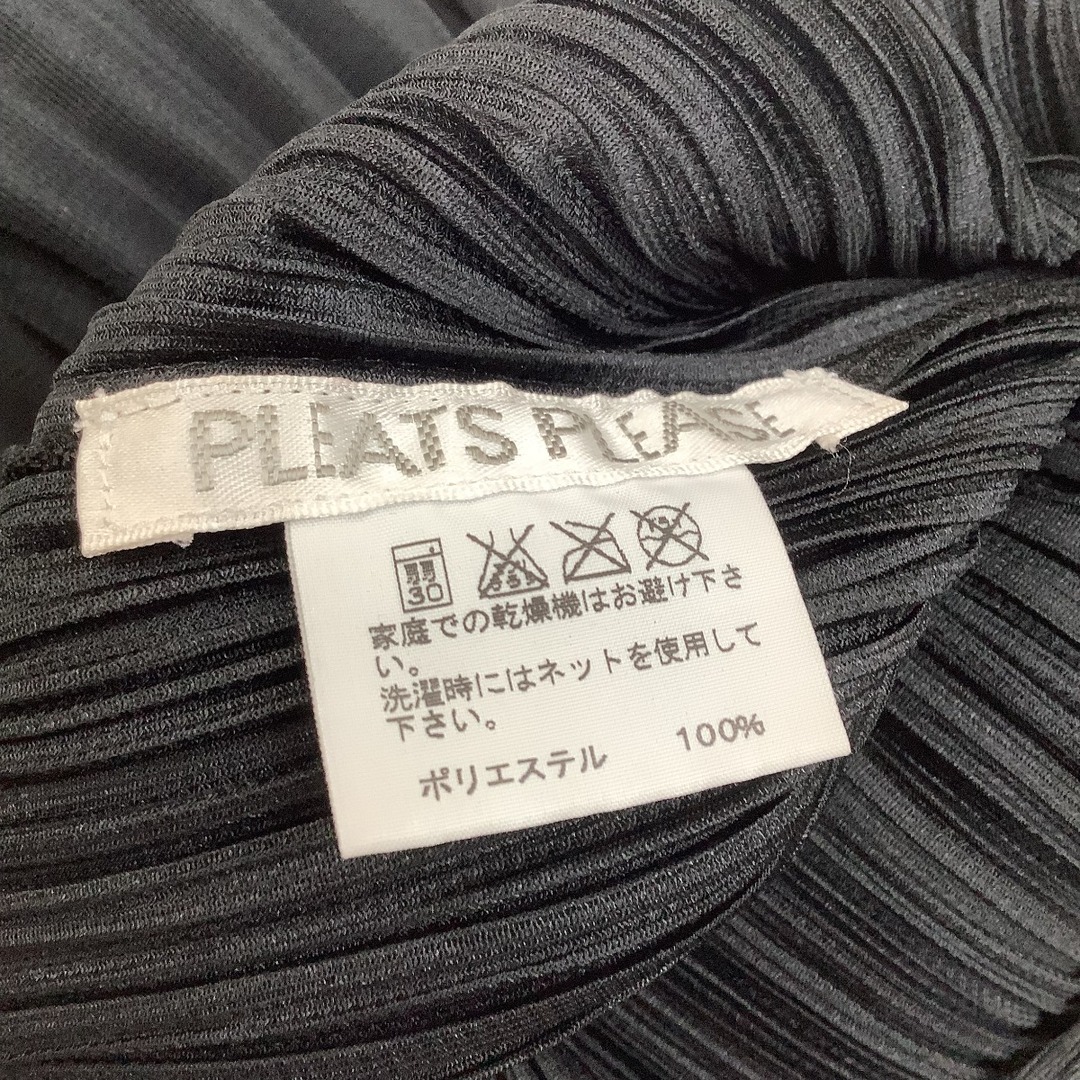 PLEATS PLEASE
弱
30
家庭での乾燥機はお避け下さ
い。
洗濯時にはネットを使用して
下さい。
ポリエステル 100%